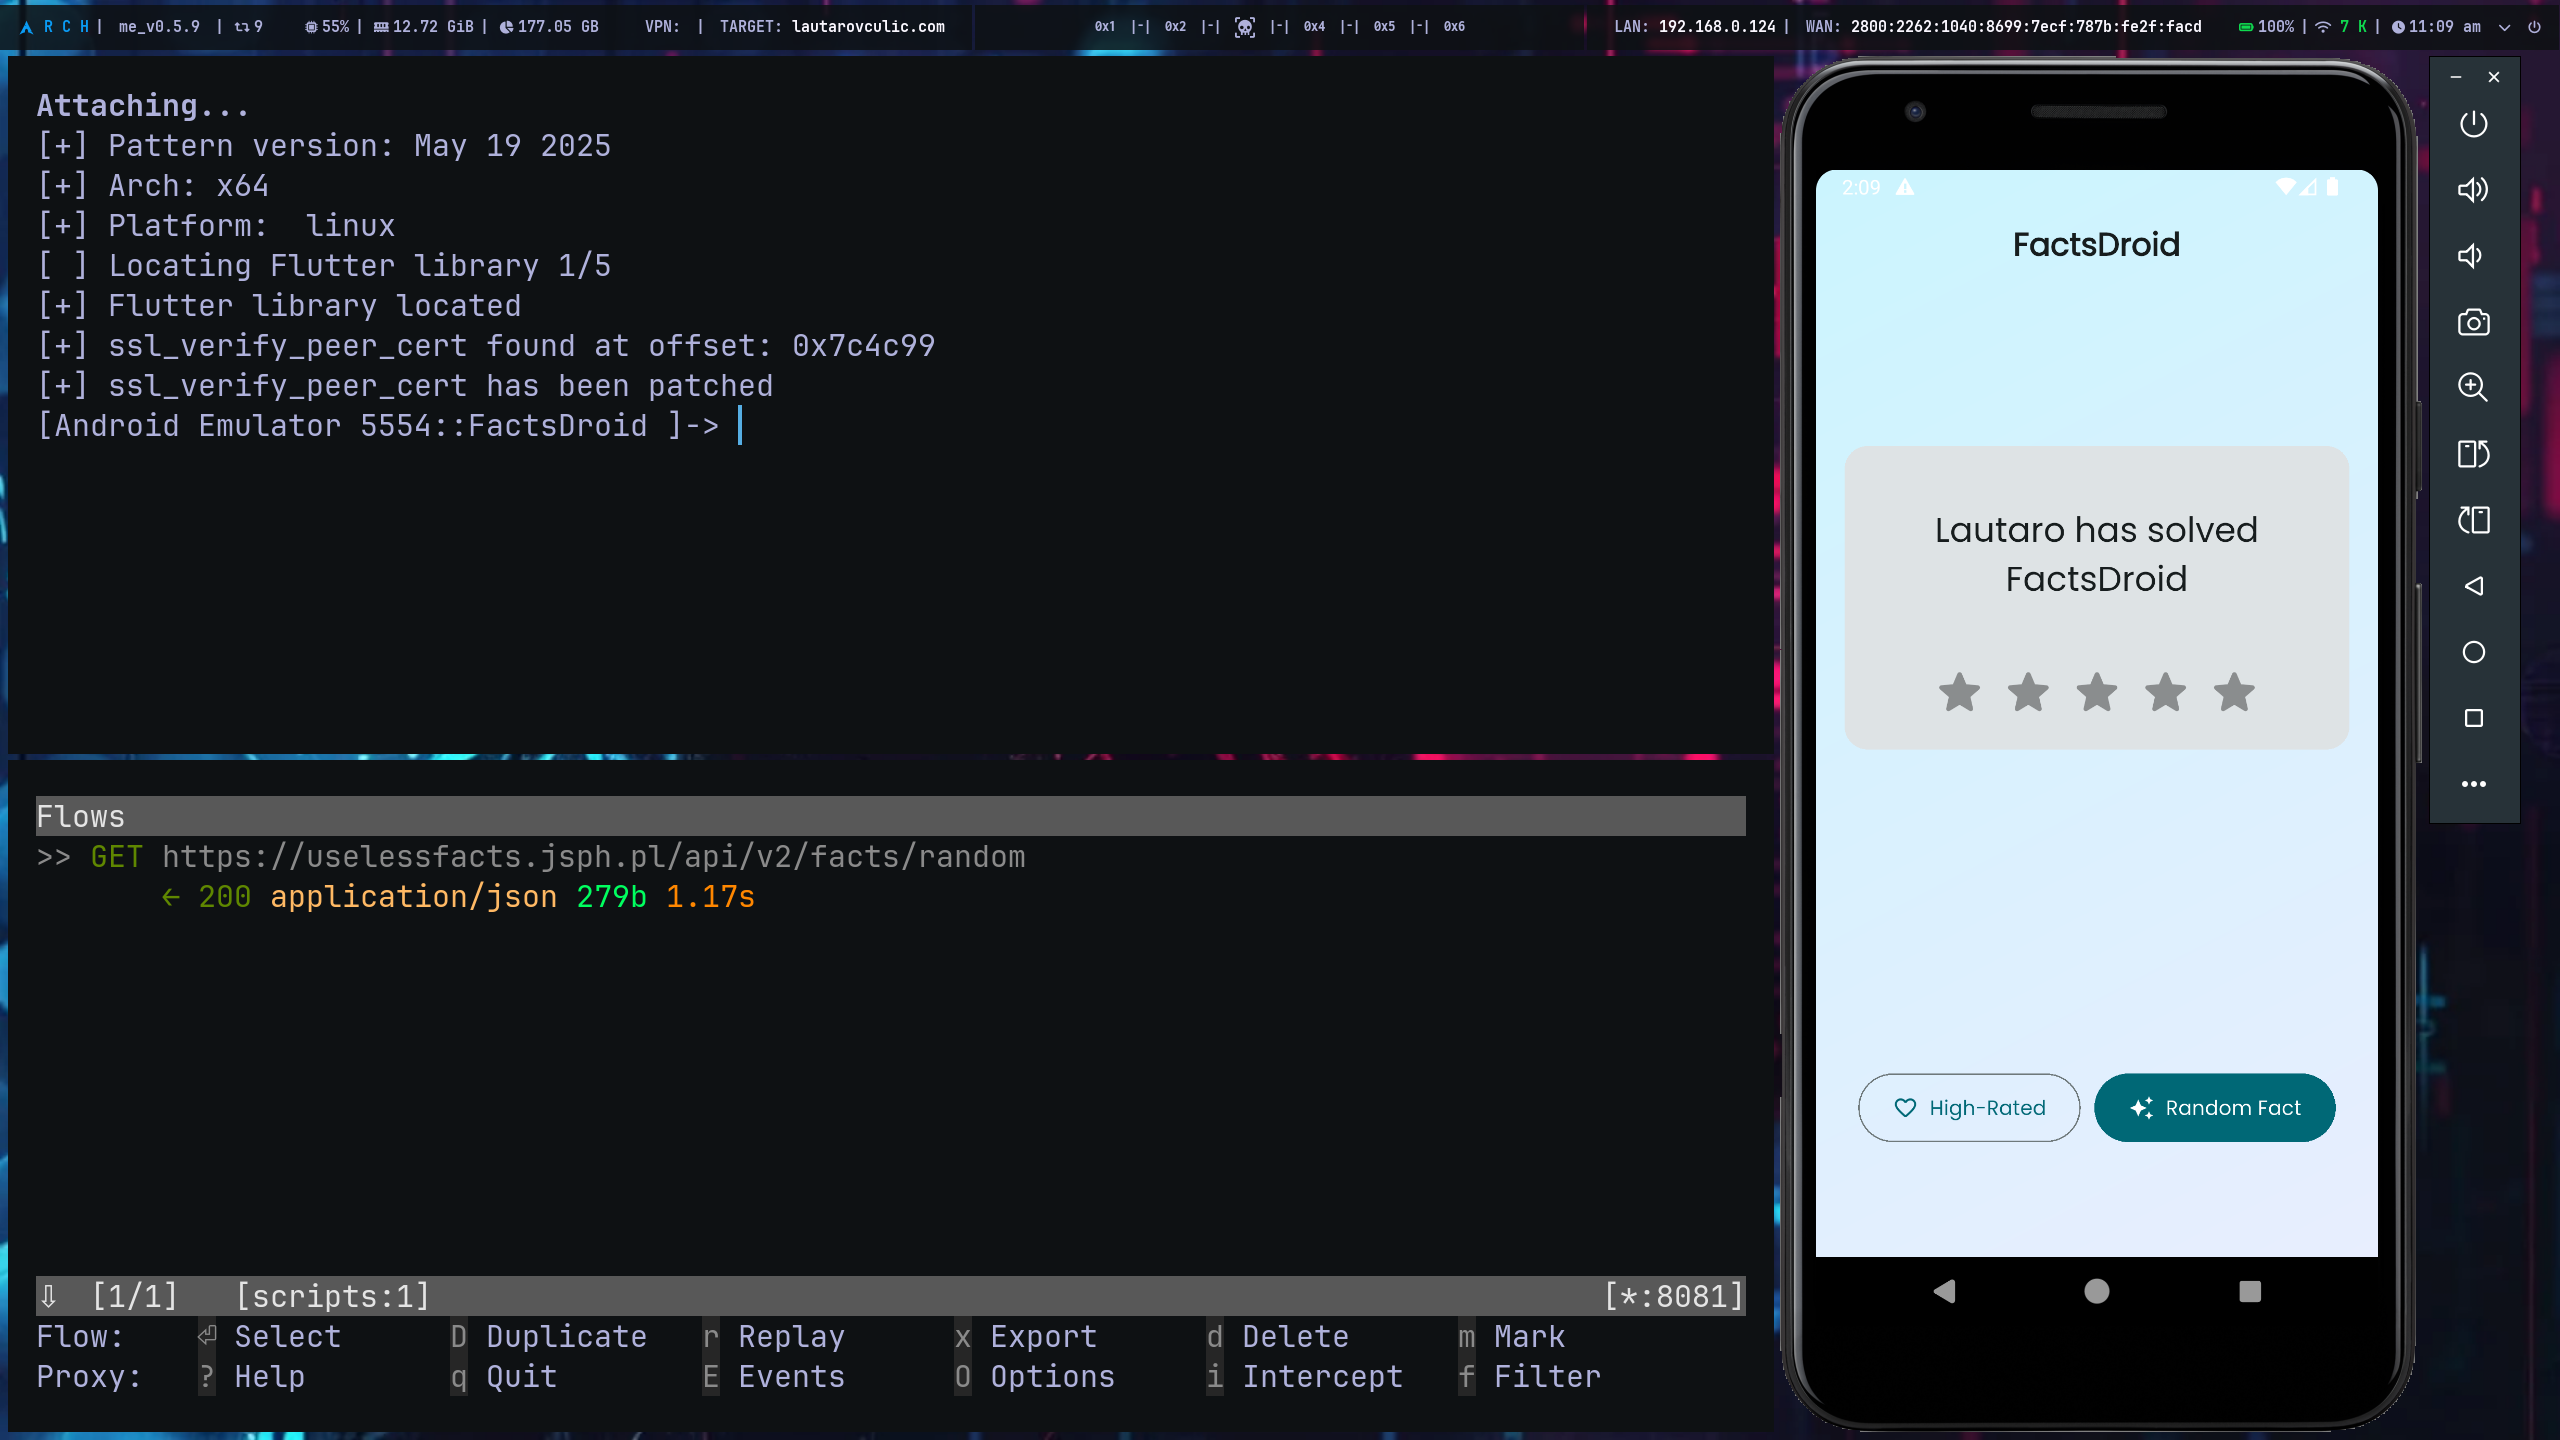 R C H | me_v0.5.9 | 9 55% | 12.72 GiB | 177.05 GB VPN: | TARGET: lautarovculic.com
0x1 |-| 0x2 |-| |-| 0x4 |-| 0x5 |-| 0x6
LAN: 192.168.0.124 | WAN: 2800:2262:1040:8699:7ecf:787b:fe2f:facd 100% | 7 K | 11:09 am
Attaching...
[+] Pattern version: May 19 2025
[+] Arch: x64
[+] Platform:  linux
[ ] Locating Flutter library 1/5
[+] Flutter library located
[+] ssl_verify_peer_cert found at offset: 0x7c4c99
[+] ssl_verify_peer_cert has been patched
[Android Emulator 5554::FactsDroid ]->
Flows
>> GET https://uselessfacts.jsph.pl/api/v2/facts/random
← 200 application/json 279b 1.17s
⇩ [1/1] [scripts:1] [*:8081]
Flow: ⏎ Select D Duplicate r Replay x Export d Delete m Mark
Proxy: ? Help q Quit E Events O Options i Intercept f Filter
2:09
FactsDroid
Lautaro has solved
FactsDroid
High-Rated
Random Fact